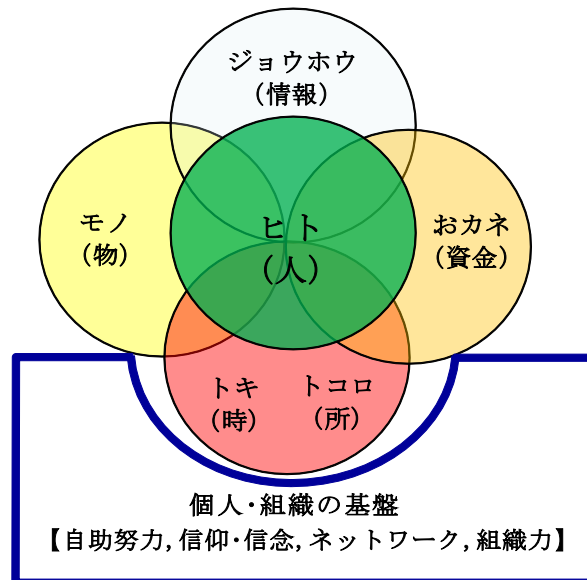 ジョウホウ
（情報）
モノ
（物）
ヒト
（人）
おカネ
（資金）
トキ
（時）
トコロ
（所）
個人・組織の基盤
【自助努力，信仰・信念，ネットワーク，組織力】